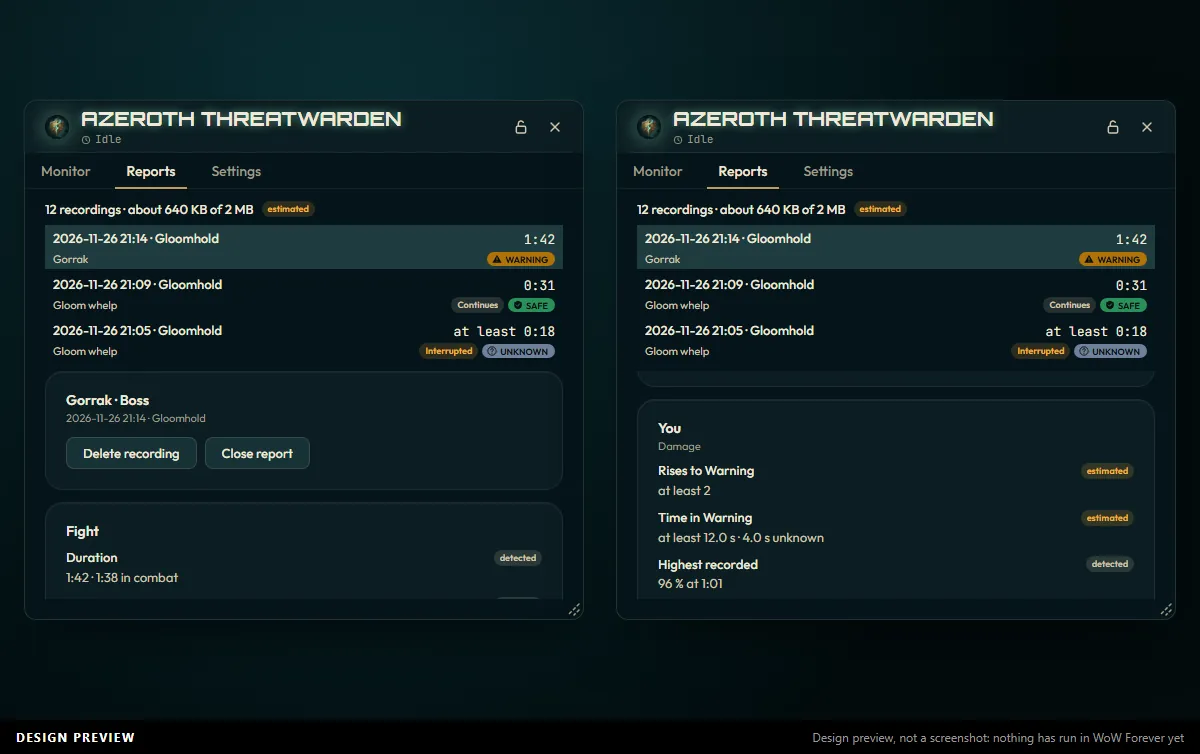 AZEROTH THREATWARDEN
Idle
Monitor Reports Settings
12 recordings · about 640 KB of 2 MB estimated
2026-11-26 21:14 · Gloomhold 1:42
Gorrak WARNING
2026-11-26 21:09 · Gloomhold 0:31
Gloom whelp Continues SAFE
2026-11-26 21:05 · Gloomhold at least 0:18
Gloom whelp Interrupted UNKNOWN
Gorrak · Boss
2026-11-26 21:14 · Gloomhold
Delete recording Close report
Fight
Duration detected
1:42 · 1:38 in combat
AZEROTH THREATWARDEN
Idle
Monitor Reports Settings
12 recordings · about 640 KB of 2 MB estimated
2026-11-26 21:14 · Gloomhold 1:42
Gorrak WARNING
2026-11-26 21:09 · Gloomhold 0:31
Gloom whelp Continues SAFE
2026-11-26 21:05 · Gloomhold at least 0:18
Gloom whelp Interrupted UNKNOWN
You
Damage
Rises to Warning estimated
at least 2
Time in Warning estimated
at least 12.0 s · 4.0 s unknown
Highest recorded detected
96 % at 1:01
DESIGN PREVIEW
Design preview, not a screenshot: nothing has run in WoW Forever yet